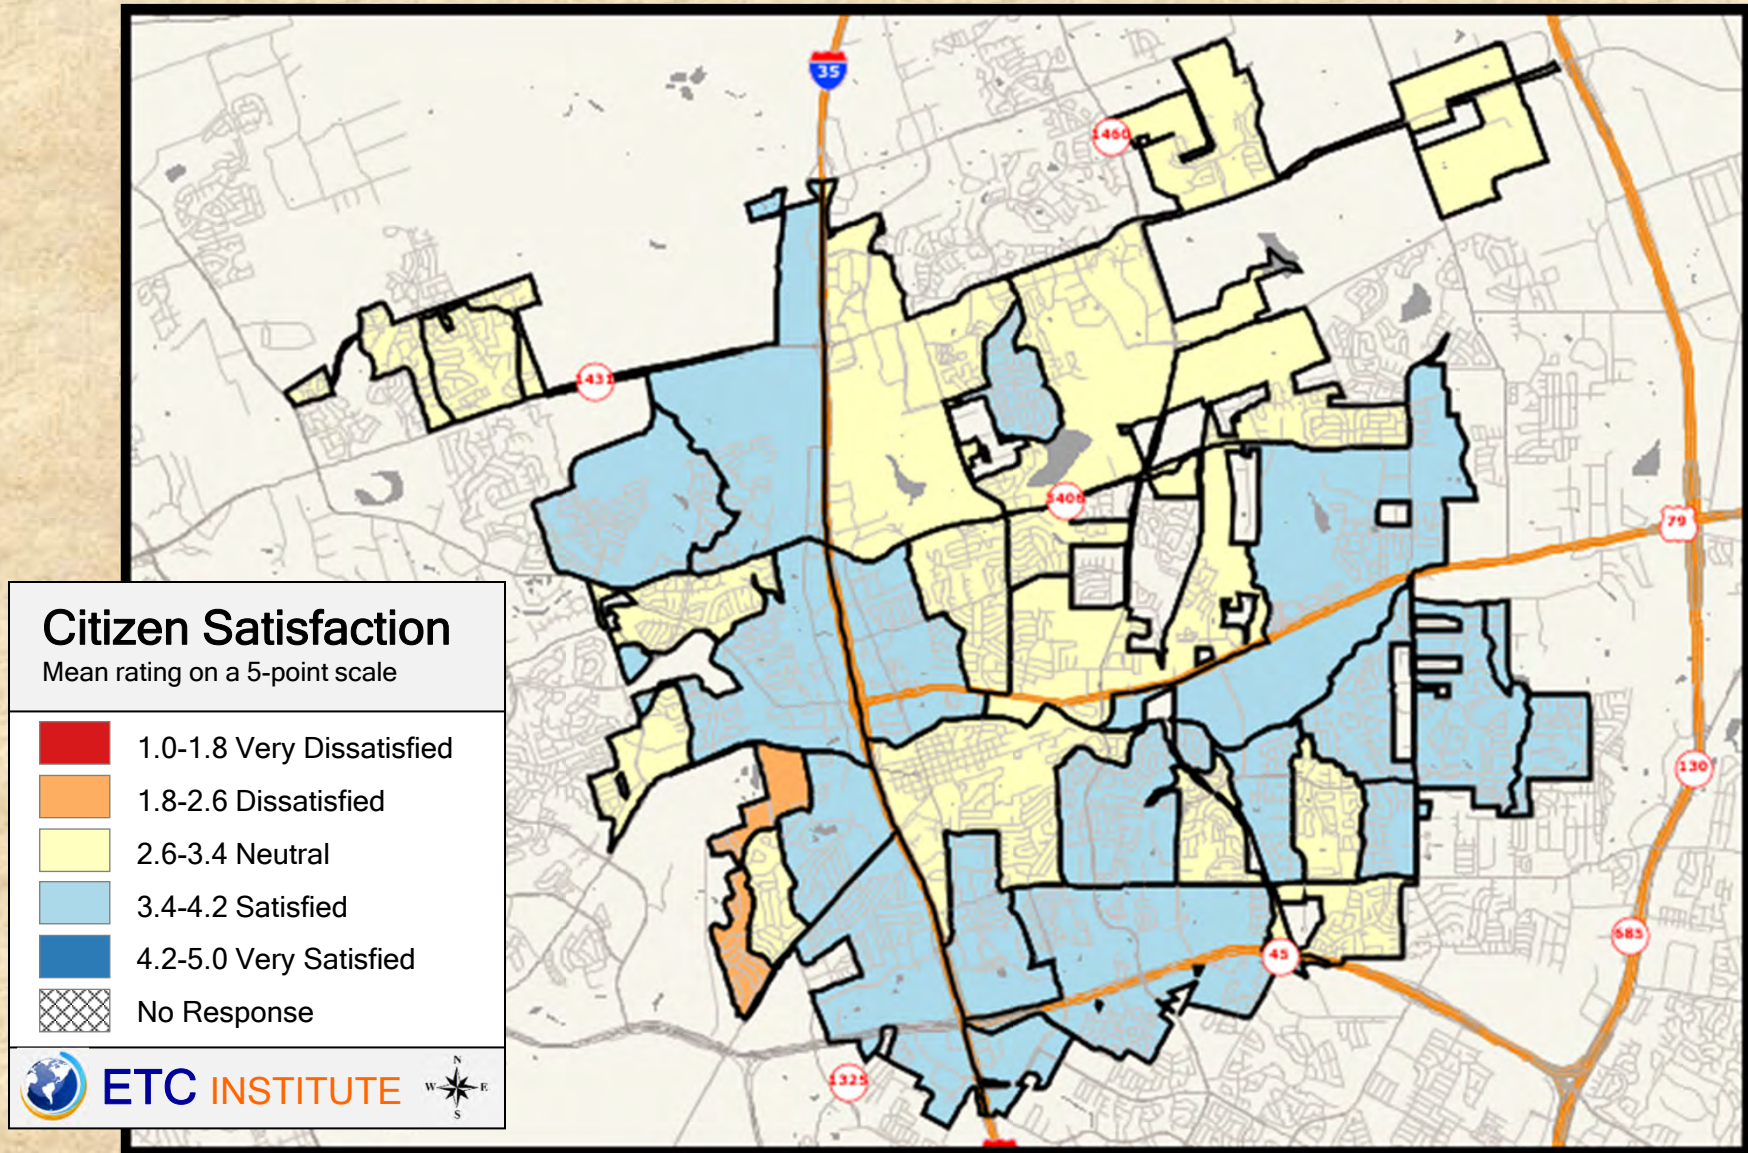 35
1460
1431
3406
79
130
685
45
1325
Citizen Satisfaction
Mean rating on a 5-point scale
1.0-1.8 Very Dissatisfied
1.8-2.6 Dissatisfied
2.6-3.4 Neutral
3.4-4.2 Satisfied
4.2-5.0 Very Satisfied
No Response
ETC INSTITUTE
N
W E
S